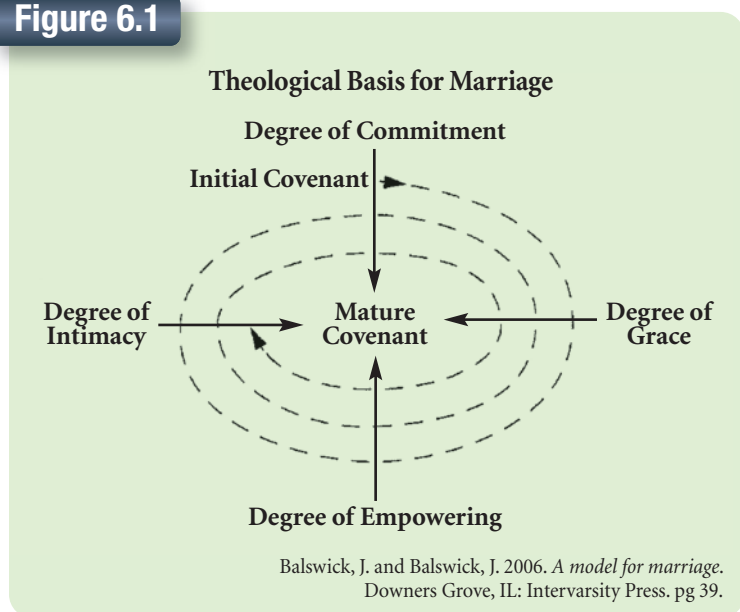 Figure 6.1
Theological Basis for Marriage
Degree of Commitment
Initial Covenant
Degree of
Intimacy
Mature
Covenant
Degree of
Grace
Degree of Empowering
Balswick, J. and Balswick, J. 2006. A model for marriage.
Downers Grove, IL: Intervarsity Press. pg 39.